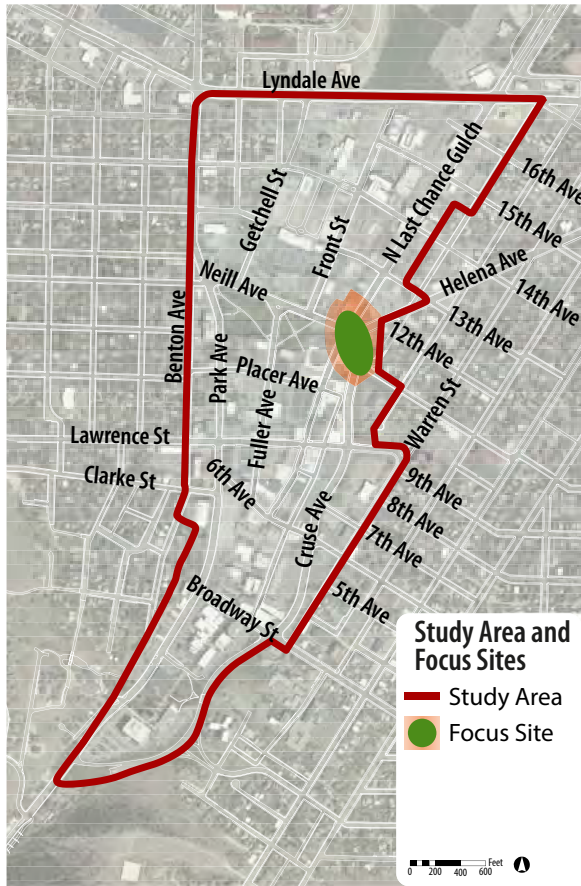 Lyndale Ave
N Last Chance Gulch
16th Ave
15th Ave
Getchell St
Front St
Helena Ave
14th Ave
Neill Ave
13th Ave
12th Ave
Benton Ave
Park Ave
Placer Ave
Fuller Ave
Warren St
Lawrence St
Clarke St
6th Ave
9th Ave
8th Ave
Cruse Ave
7th Ave
5th Ave
Broadway St
Study Area and
Focus Sites
Study Area
Focus Site
Feet
0 200 400 600